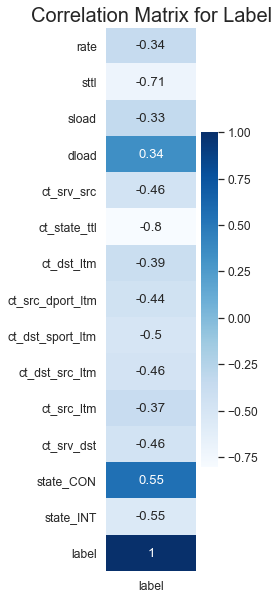 Correlation Matrix for Label
rate -0.34
sttl -0.71
sload -0.33
dload 0.34
ct_srv_src -0.46
ct_state_ttl -0.8
ct_dst_ltm -0.39
ct_src_dport_ltm -0.44
ct_dst_sport_ltm -0.5
ct_dst_src_ltm -0.46
ct_src_ltm -0.37
ct_srv_dst -0.46
state_CON 0.55
state_INT -0.55
label 1
label
1.00
0.75
0.50
0.25
0.00
−0.25
−0.50
−0.75